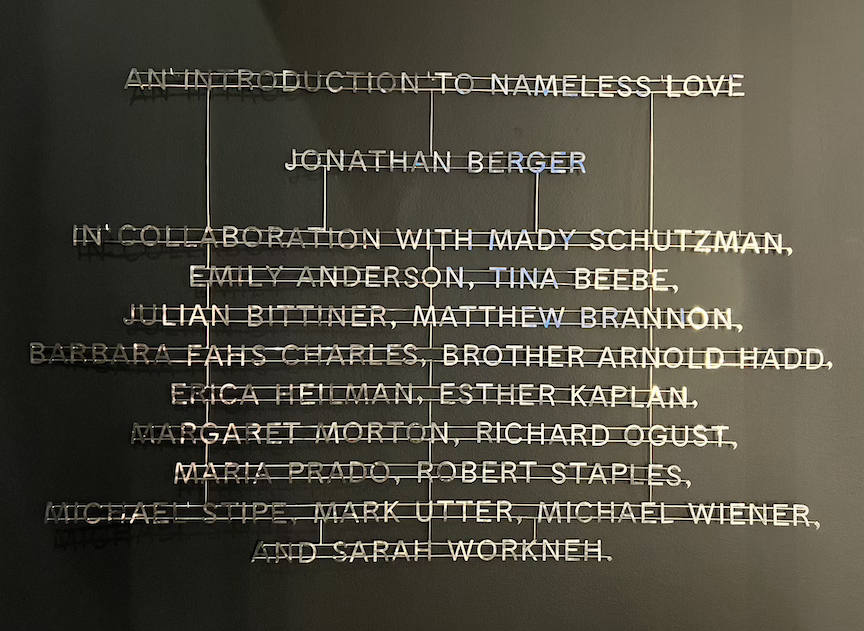 AN INTRODUCTION TO NAMELESS LOVE
JONATHAN BERGER
IN COLLABORATION WITH MADY SCHUTZMAN,
EMILY ANDERSON, TINA BEEBE,
JULIAN BITTINER, MATTHEW BRANNON,
BARBARA FAHS CHARLES, BROTHER ARNOLD HADD,
ERICA HEILMAN, ESTHER KAPLAN,
MARGARET MORTON, RICHARD OGUST,
MARIA PRADO, ROBERT STAPLES,
MICHAEL STIPE, MARK UTTER, MICHAEL WIENER,
AND SARAH WORKNEH.